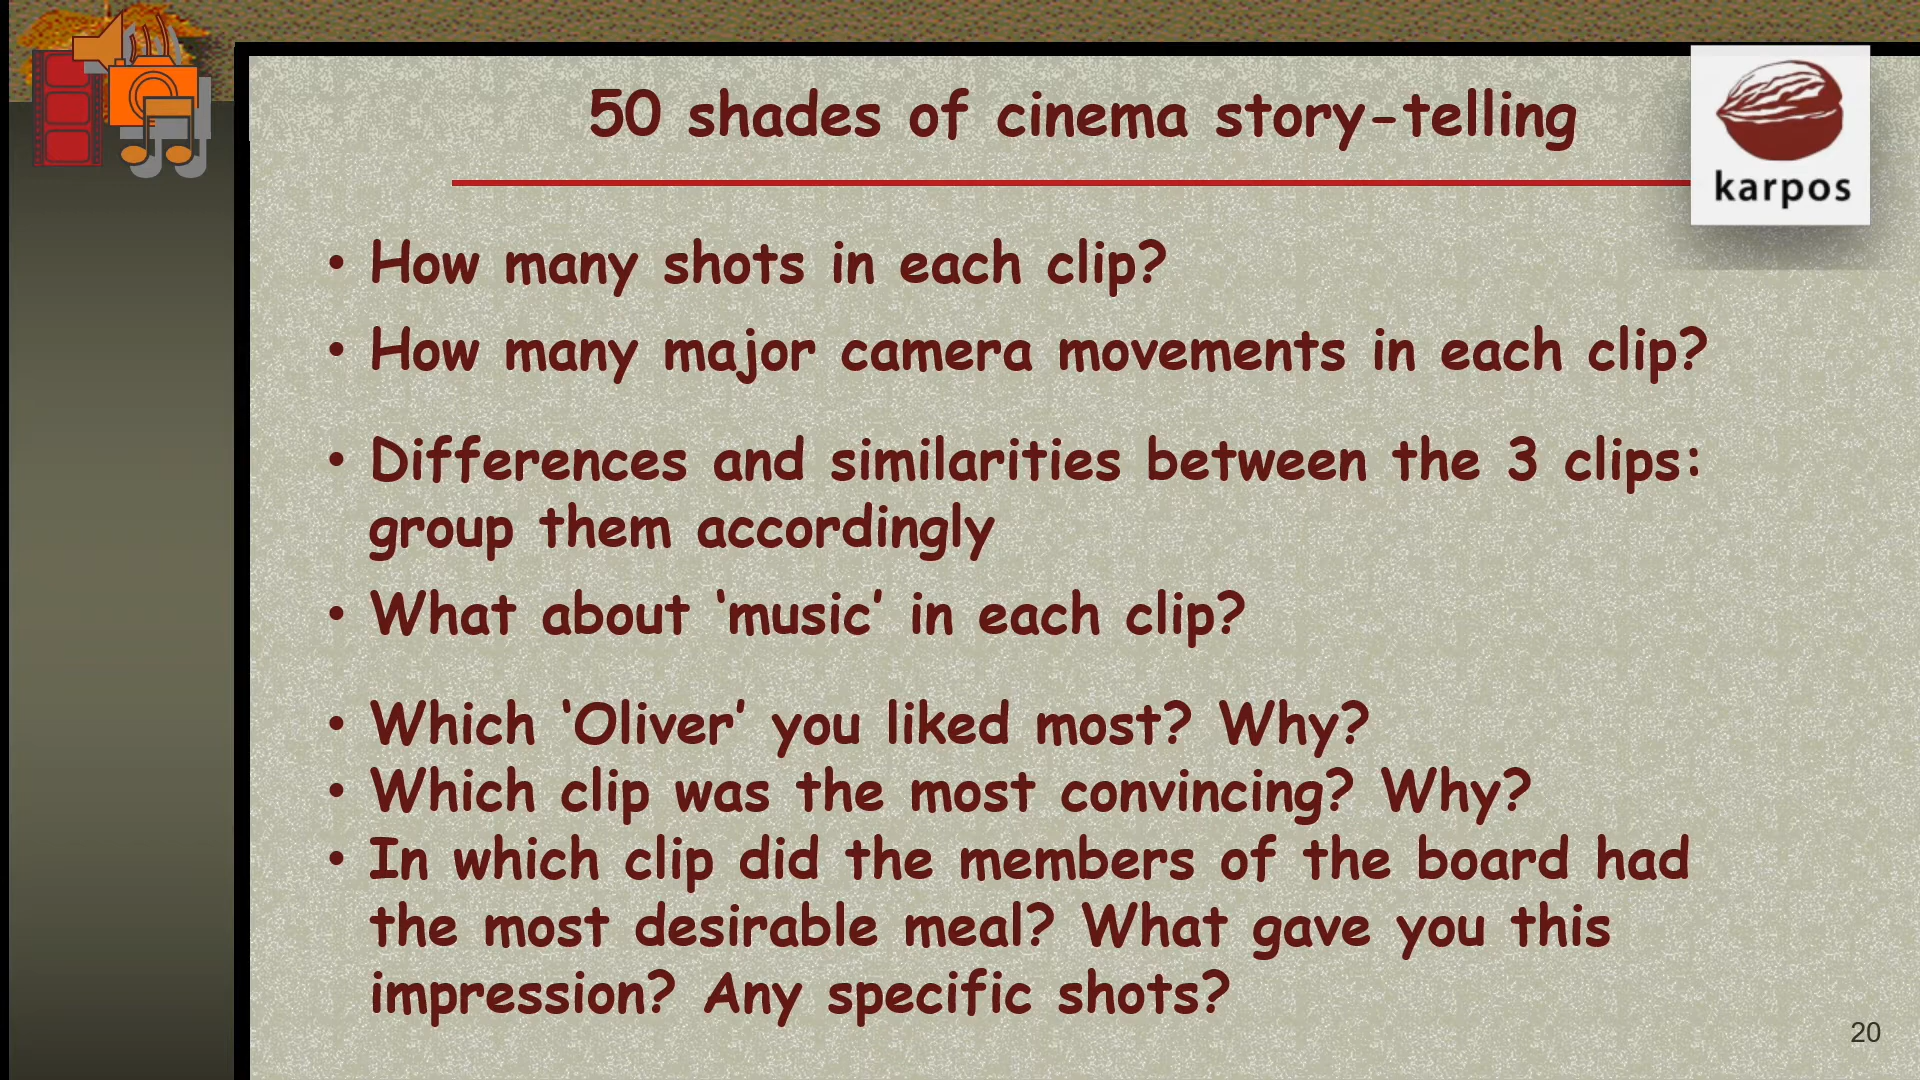 50 shades of cinema story-telling
karpos
• How many shots in each clip?
• How many major camera movements in each clip?
• Differences and similarities between the 3 clips:
group them accordingly
• What about ‘music’ in each clip?
• Which ‘Oliver’ you liked most? Why?
• Which clip was the most convincing? Why?
• In which clip did the members of the board had
the most desirable meal? What gave you this
impression? Any specific shots?
20